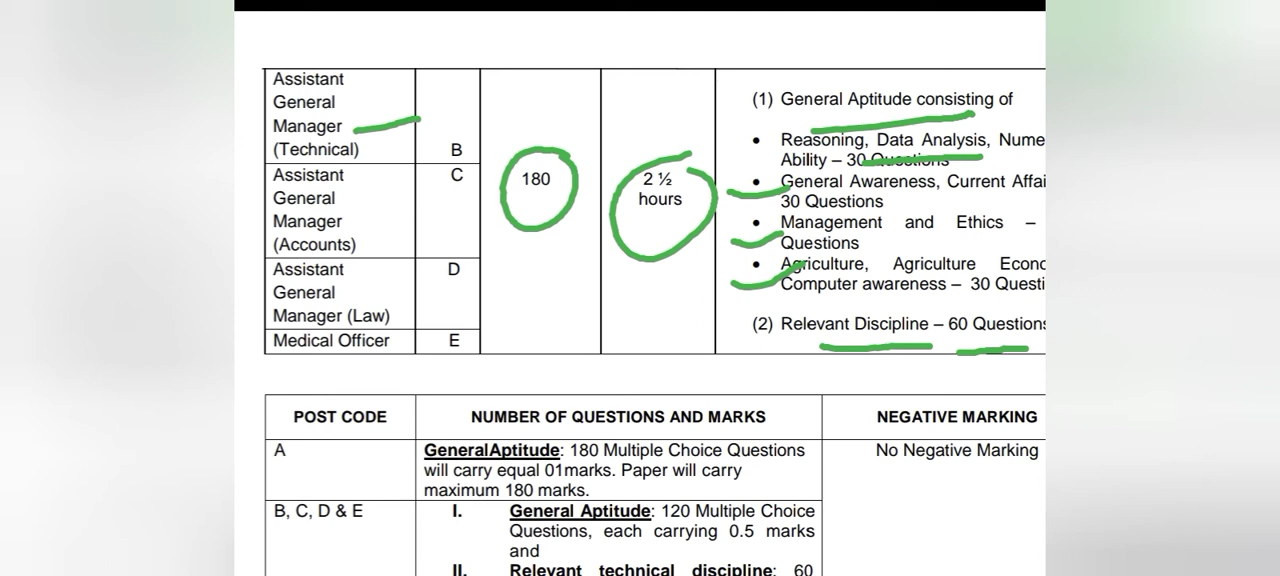 Assistant
General
Manager
(Technical)
B
Assistant
General
Manager
(Accounts)
C
Assistant
General
Manager (Law)
D
Medical Officer
E
180
2 ½
hours
(1) General Aptitude consisting of
• Reasoning, Data Analysis, Nume
Ability – 30 Questions
• General Awareness, Current Affai
30 Questions
• Management and Ethics –
Questions
• Agriculture, Agriculture Econo
Computer awareness – 30 Questi
(2) Relevant Discipline – 60 Questions
POST CODE
NUMBER OF QUESTIONS AND MARKS
NEGATIVE MARKING
A
GeneralAptitude: 180 Multiple Choice Questions
will carry equal 01marks. Paper will carry
maximum 180 marks.
No Negative Marking
B, C, D & E
I. General Aptitude: 120 Multiple Choice
Questions, each carrying 0.5 marks
and
II. Relevant technical discipline: 60